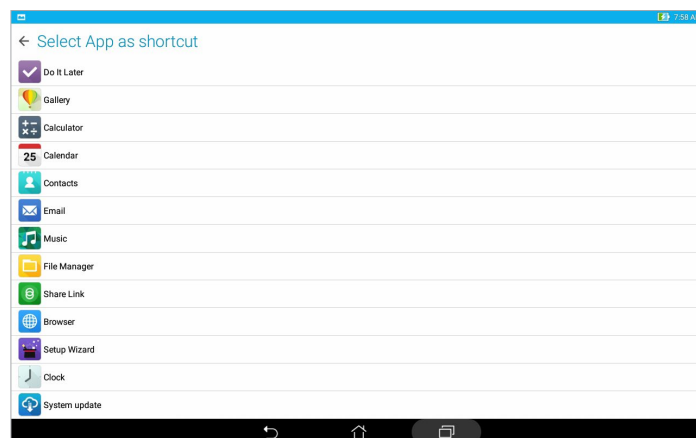 7:58 A
Select App as shortcut
Do It Later
Gallery
Calculator
25 Calendar
Contacts
Email
Music
File Manager
Share Link
Browser
Setup Wizard
Clock
System update